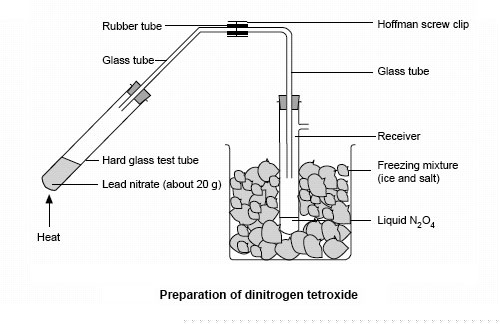 Rubber tube
Hoffman screw clip
Glass tube
Glass tube
Receiver
Hard glass test tube
Freezing mixture
(ice and salt)
Lead nitrate (about 20 g)
Liquid N₂O₄
Heat
Preparation of dinitrogen tetroxide